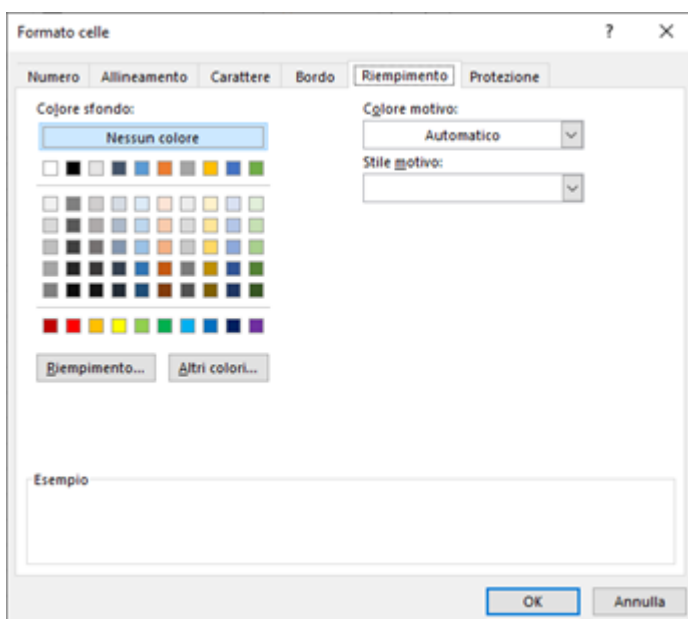 Formato celle
Numero Allineamento Carattere Bordo Riempimento Protezione
Colore sfondo:
Nessun colore
Colore motivo:
Automatico
Stile motivo:
Riempimento...
Altri colori...
Esempio
OK
Annulla